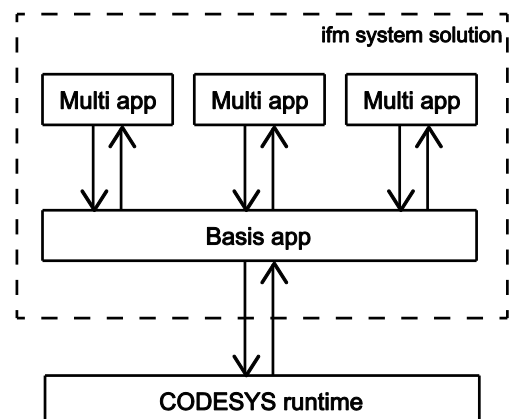 ifm system solution
Multi app
Multi app
Multi app
Basis app
CODESYS runtime